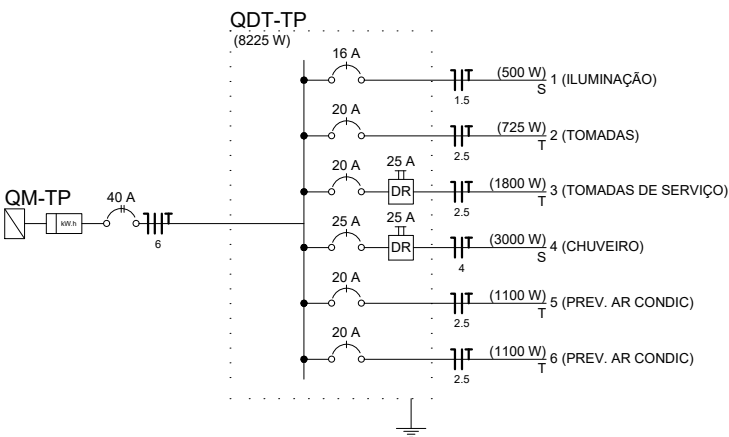 QDT-TP
(8225 W)
16 A
(500 W) 1 (ILUMINAÇÃO)
S
1.5
20 A
(725 W) 2 (TOMADAS)
T
2.5
20 A
25 A
DR
(1800 W) 3 (TOMADAS DE SERVIÇO)
T
2.5
QM-TP
kW.h
40 A
T
6
25 A
25 A
DR
(3000 W) 4 (CHUVEIRO)
S
4
20 A
(1100 W) 5 (PREV. AR CONDIC)
T
2.5
20 A
(1100 W) 6 (PREV. AR CONDIC)
T
2.5